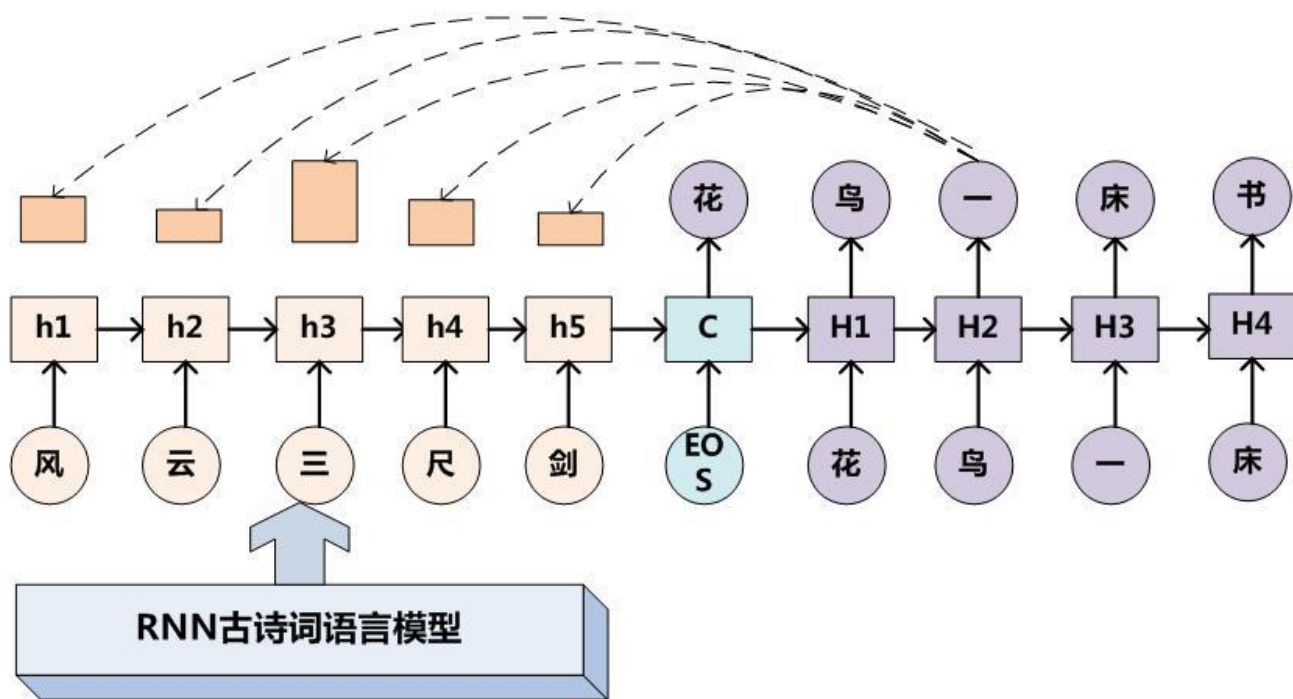 花 鸟 一 床 书
h1 h2 h3 h4 h5 C H1 H2 H3 H4
风 云 三 尺 剑 EO 花 鸟 一 床
S
RNN古诗词语言模型